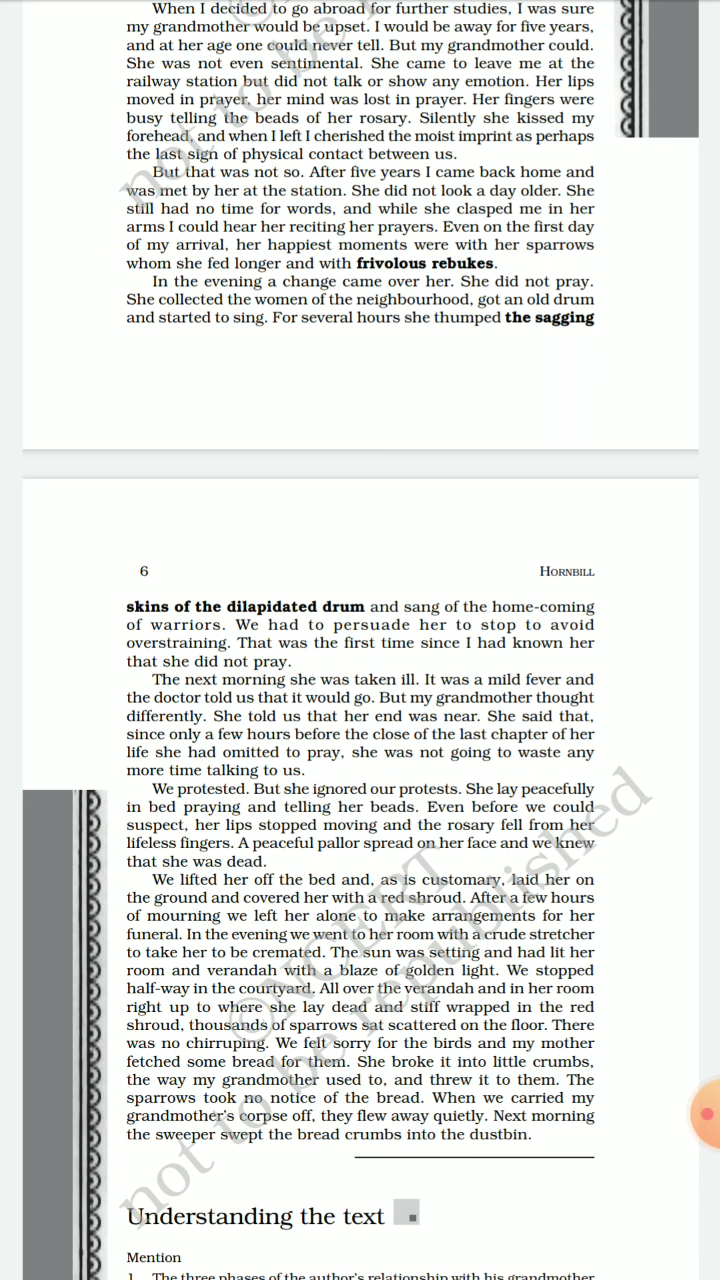 When I decided to go abroad for further studies, I was sure
my grandmother would be upset. I would be away for five years,
and at her age one could never tell. But my grandmother could.
She was not even sentimental. She came to leave me at the
railway station but did not talk or show any emotion. Her lips
moved in prayer, her mind was lost in prayer. Her fingers were
busy telling the beads of her rosary. Silently she kissed my
forehead, and when I left I cherished the moist imprint as perhaps
the last sign of physical contact between us.
But that was not so. After five years I came back home and
was met by her at the station. She did not look a day older. She
still had no time for words, and while she clasped me in her
arms I could hear her reciting her prayers. Even on the first day
of my arrival, her happiest moments were with her sparrows
whom she fed longer and with frivolous rebukes.
In the evening a change came over her. She did not pray.
She collected the women of the neighbourhood, got an old drum
and started to sing. For several hours she thumped the sagging
6 HORNBILL
skins of the dilapidated drum and sang of the home-coming
of warriors. We had to persuade her to stop to avoid
overstraining. That was the first time since I had known her
that she did not pray.
The next morning she was taken ill. It was a mild fever and
the doctor told us that it would go. But my grandmother thought
differently. She told us that her end was near. She said that,
since only a few hours before the close of the last chapter of her
life she had omitted to pray, she was not going to waste any
more time talking to us.
We protested. But she ignored our protests. She lay peacefully
in bed praying and telling her beads. Even before we could
suspect, her lips stopped moving and the rosary fell from her
lifeless fingers. A peaceful pallor spread on her face and we knew
that she was dead.
We lifted her off the bed and, as is customary, laid her on
the ground and covered her with a red shroud. After a few hours
of mourning we left her alone to make arrangements for her
funeral. In the evening we went to her room with a crude stretcher
to take her to be cremated. The sun was setting and had lit her
room and verandah with a blaze of golden light. We stopped
half-way in the courtyard. All over the verandah and in her room
right up to where she lay dead and stiff wrapped in the red
shroud, thousands of sparrows sat scattered on the floor. There
was no chirruping. We felt sorry for the birds and my mother
fetched some bread for them. She broke it into little crumbs,
the way my grandmother used to, and threw it to them. The
sparrows took no notice of the bread. When we carried my
grandmother's corpse off, they flew away quietly. Next morning
the sweeper swept the bread crumbs into the dustbin.
Understanding the text
Mention
1. The three phases of the author's relationship with his grandmother
©NCERT
not to be republished
not to be